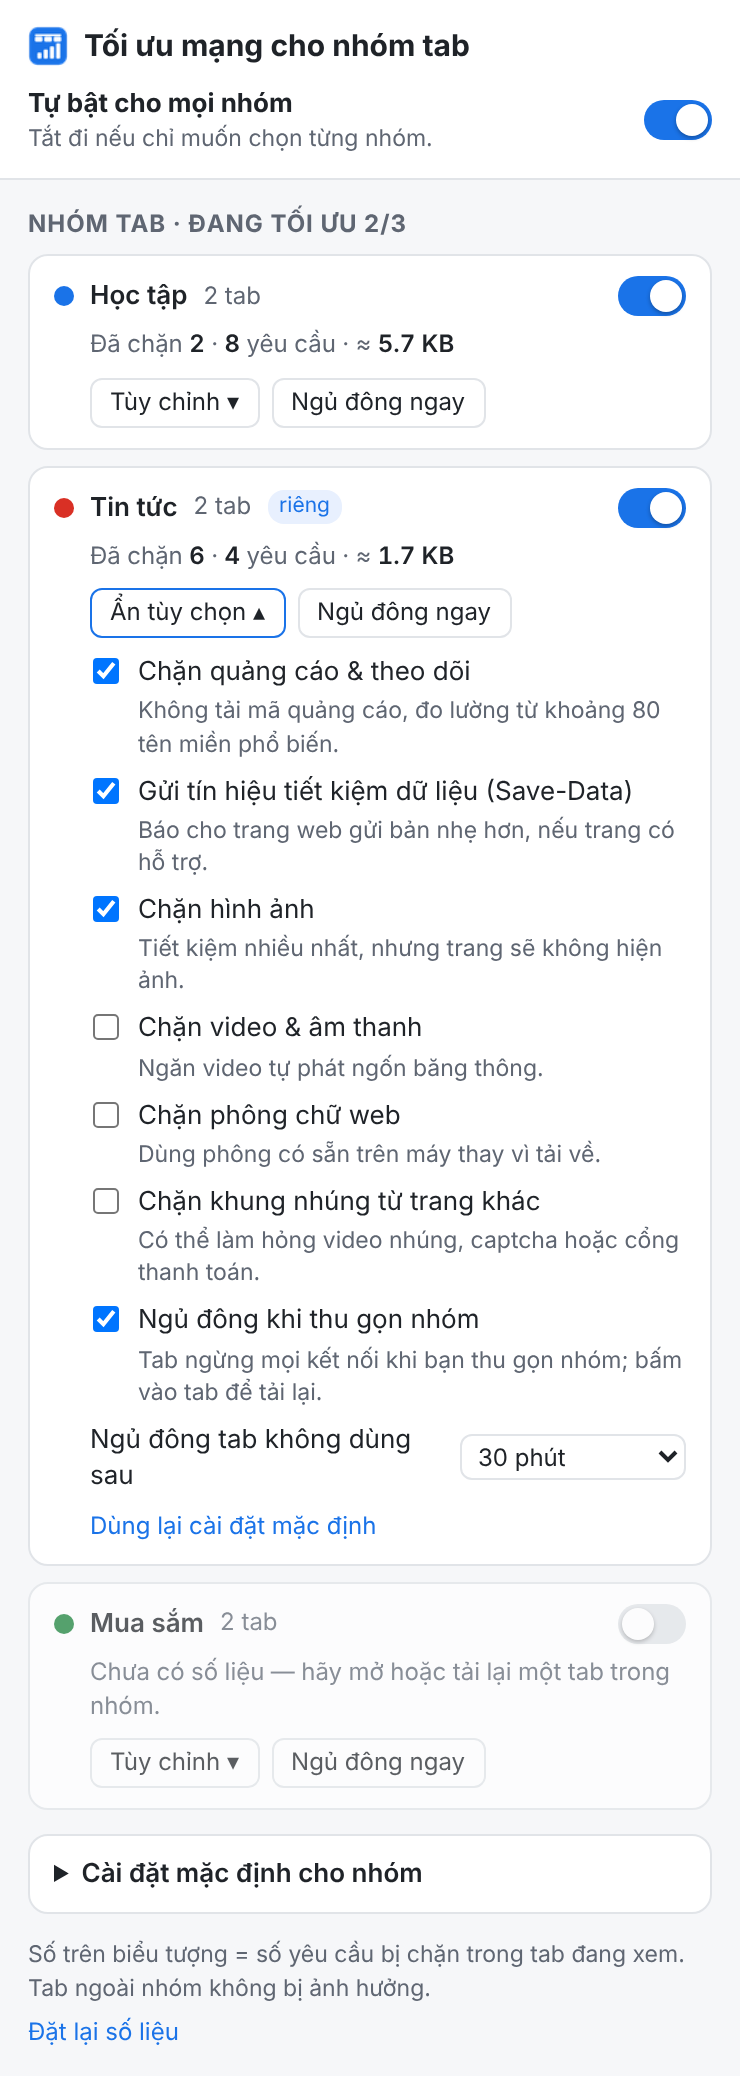 Tối ưu mạng cho nhóm tab
Tự bật cho mọi nhóm
Tắt đi nếu chỉ muốn chọn từng nhóm.
NHÓM TAB · ĐANG TỐI ƯU 2/3
Học tập 2 tab
Đã chặn 2 · 8 yêu cầu · ≈ 5.7 KB
Tùy chỉnh ▾ Ngủ đông ngay
Tin tức 2 tab riêng
Đã chặn 6 · 4 yêu cầu · ≈ 1.7 KB
Ẩn tùy chọn ▴ Ngủ đông ngay
Chặn quảng cáo & theo dõi
Không tải mã quảng cáo, đo lường từ khoảng 80
tên miền phổ biến.
Gửi tín hiệu tiết kiệm dữ liệu (Save-Data)
Báo cho trang web gửi bản nhẹ hơn, nếu trang có
hỗ trợ.
Chặn hình ảnh
Tiết kiệm nhiều nhất, nhưng trang sẽ không hiện
ảnh.
Chặn video & âm thanh
Ngăn video tự phát ngốn băng thông.
Chặn phông chữ web
Dùng phông có sẵn trên máy thay vì tải về.
Chặn khung nhúng từ trang khác
Có thể làm hỏng video nhúng, captcha hoặc cổng
thanh toán.
Ngủ đông khi thu gọn nhóm
Tab ngừng mọi kết nối khi bạn thu gọn nhóm; bấm
vào tab để tải lại.
Ngủ đông tab không dùng
sau
30 phút
Dùng lại cài đặt mặc định
Mua sắm 2 tab
Chưa có số liệu — hãy mở hoặc tải lại một tab trong
nhóm.
Tùy chỉnh ▾ Ngủ đông ngay
▶ Cài đặt mặc định cho nhóm
Số trên biểu tượng = số yêu cầu bị chặn trong tab đang xem.
Tab ngoài nhóm không bị ảnh hưởng.
Đặt lại số liệu